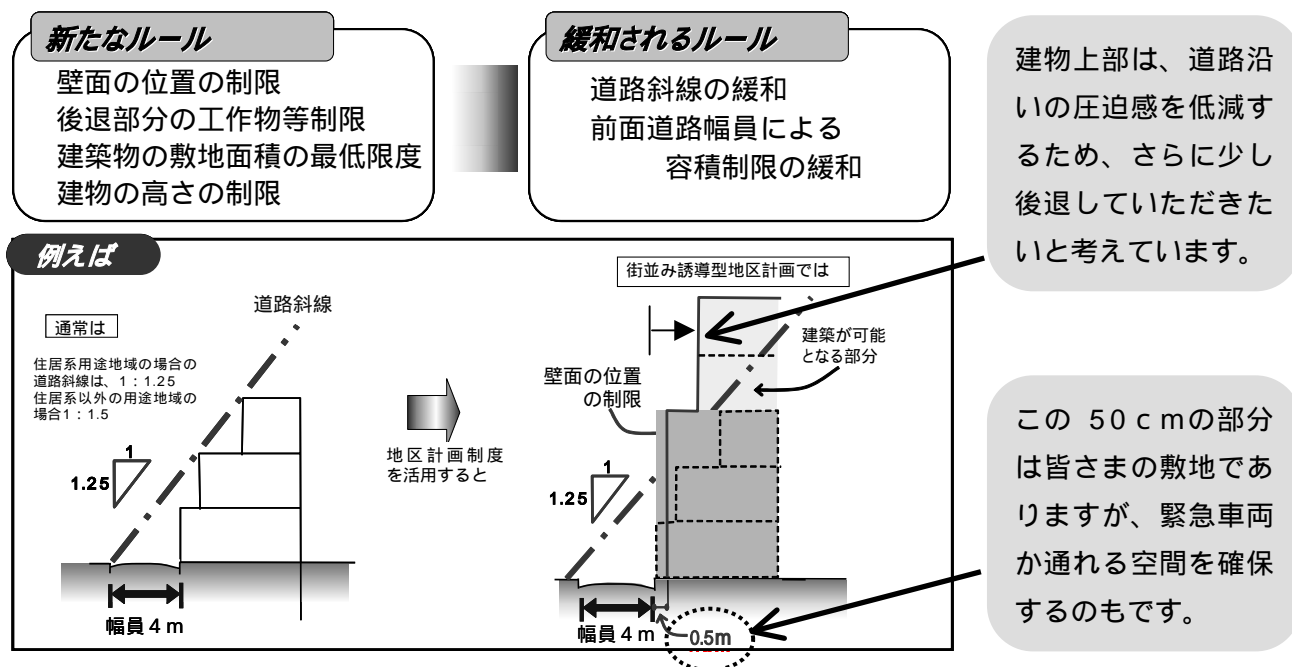 新たなルール
壁面の位置の制限
後退部分の工作物等制限
建築物の敷地面積の最低限度
建物の高さの制限
緩和されるルール
道路斜線の緩和
前面道路幅員による
容積制限の緩和
建物上部は、道路沿
いの圧迫感を低減す
るため、さらに少し
後退していただきた
いと考えています。
例えば
通常は
住居系用途地域の場合の
道路斜線は、1：1.25
住居系以外の用途地域の
場合1：1.5
道路斜線
1
1.25
幅員４ｍ
地区計画制度
を活用すると
街並み誘導型地区計画では
建築が可能
となる部分
壁面の位置
の制限
1
1.25
幅員４ｍ
0.5m
この 50ｃｍの部分
は皆さまの敷地であ
りますが、緊急車両
か通れる空間を確保
するのもです。